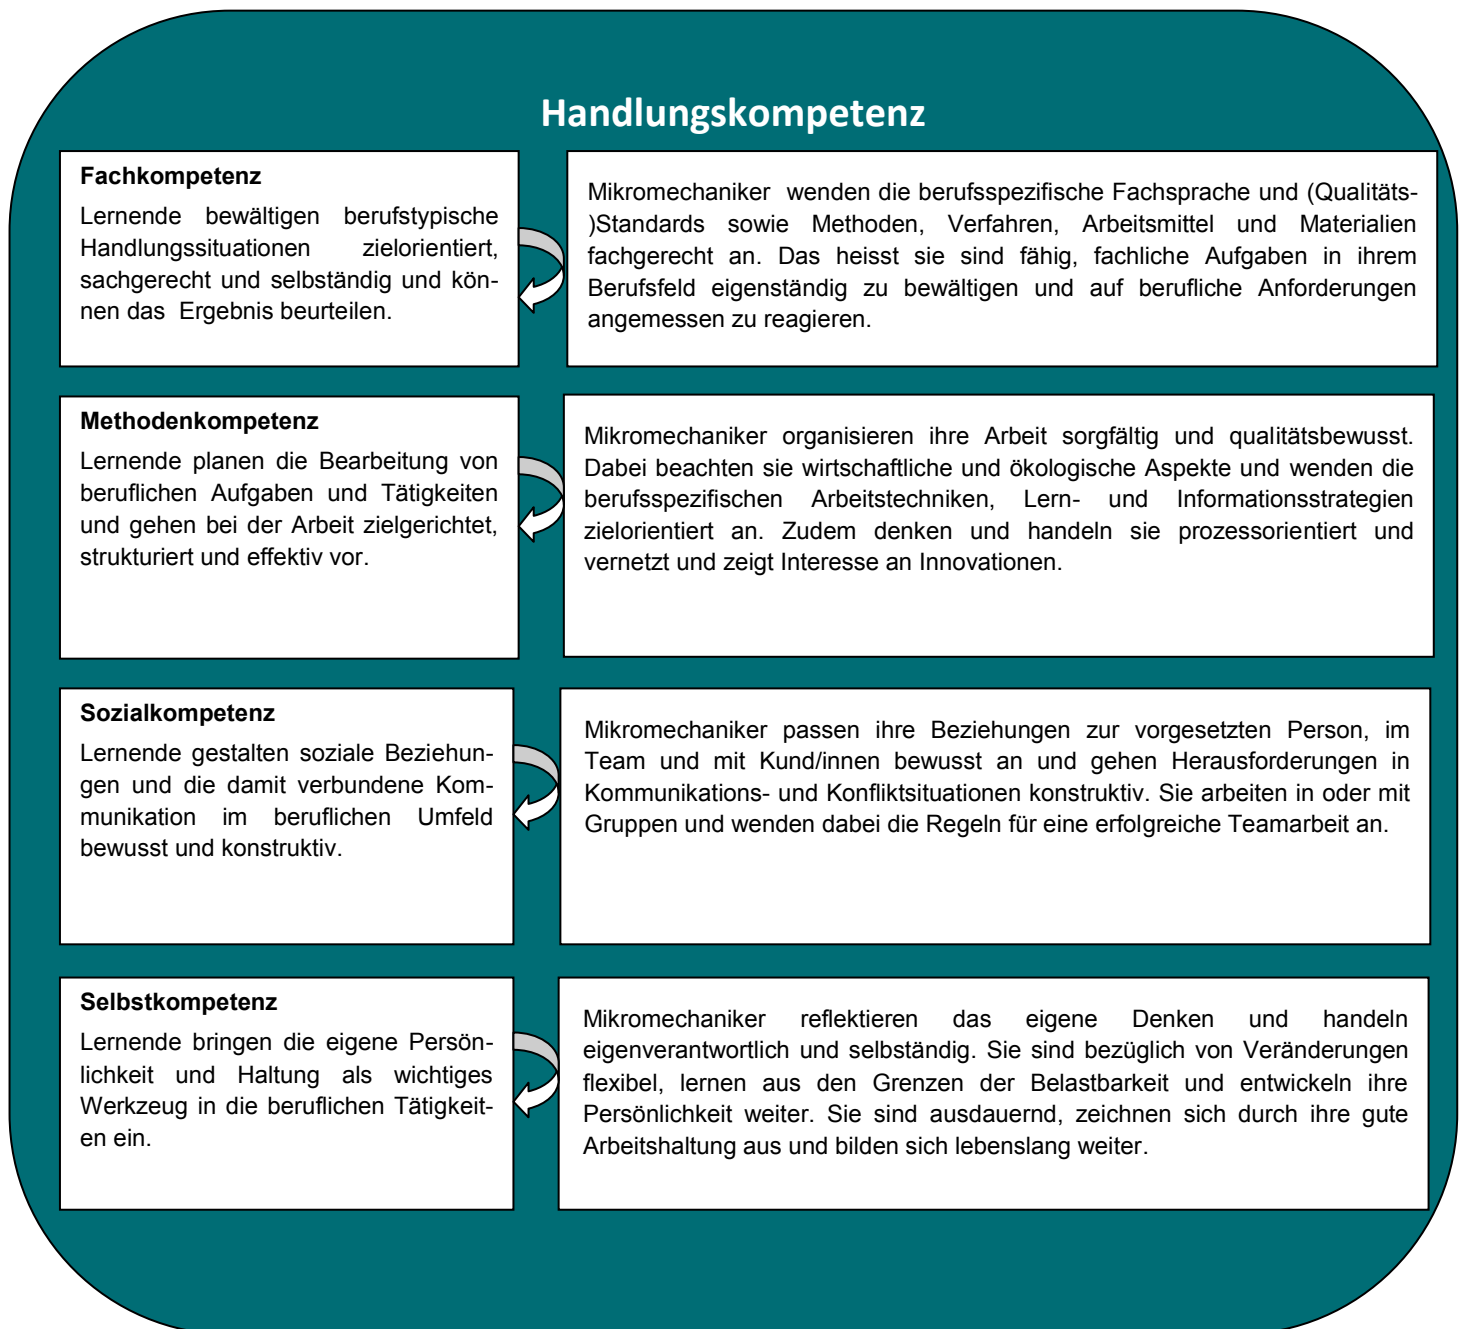 Handlungskompetenz
Fachkompetenz
Lernende bewältigen berufstypische
Handlungssituationen zielorientiert,
sachgerecht und selbständig und kön-
nen das Ergebnis beurteilen.
Mikromechaniker wenden die berufsspezifische Fachsprache und (Qualitäts-
)Standards sowie Methoden, Verfahren, Arbeitsmittel und Materialien
fachgerecht an. Das heisst sie sind fähig, fachliche Aufgaben in ihrem
Berufsfeld eigenständig zu bewältigen und auf berufliche Anforderungen
angemessen zu reagieren.
Methodenkompetenz
Lernende planen die Bearbeitung von
beruflichen Aufgaben und Tätigkeiten
und gehen bei der Arbeit zielgerichtet,
strukturiert und effektiv vor.
Mikromechaniker organisieren ihre Arbeit sorgfältig und qualitätsbewusst.
Dabei beachten sie wirtschaftliche und ökologische Aspekte und wenden die
berufsspezifischen Arbeitstechniken, Lern- und Informationsstrategien
zielorientiert an. Zudem denken und handeln sie prozessorientiert und
vernetzt und zeigt Interesse an Innovationen.
Sozialkompetenz
Lernende gestalten soziale Beziehun-
gen und die damit verbundene Kom-
munikation im beruflichen Umfeld
bewusst und konstruktiv.
Mikromechaniker passen ihre Beziehungen zur vorgesetzten Person, im
Team und mit Kund/innen bewusst an und gehen Herausforderungen in
Kommunikations- und Konfliktsituationen konstruktiv. Sie arbeiten in oder mit
Gruppen und wenden dabei die Regeln für eine erfolgreiche Teamarbeit an.
Selbstkompetenz
Lernende bringen die eigene Persön-
lichkeit und Haltung als wichtiges
Werkzeug in die beruflichen Tätigkeit-
en ein.
Mikromechaniker reflektieren das eigene Denken und handeln
eigenverantwortlich und selbständig. Sie sind bezüglich von Veränderungen
flexibel, lernen aus den Grenzen der Belastbarkeit und entwickeln ihre
Persönlichkeit weiter. Sie sind ausdauernd, zeichnen sich durch ihre gute
Arbeitshaltung aus und bilden sich lebenslang weiter.